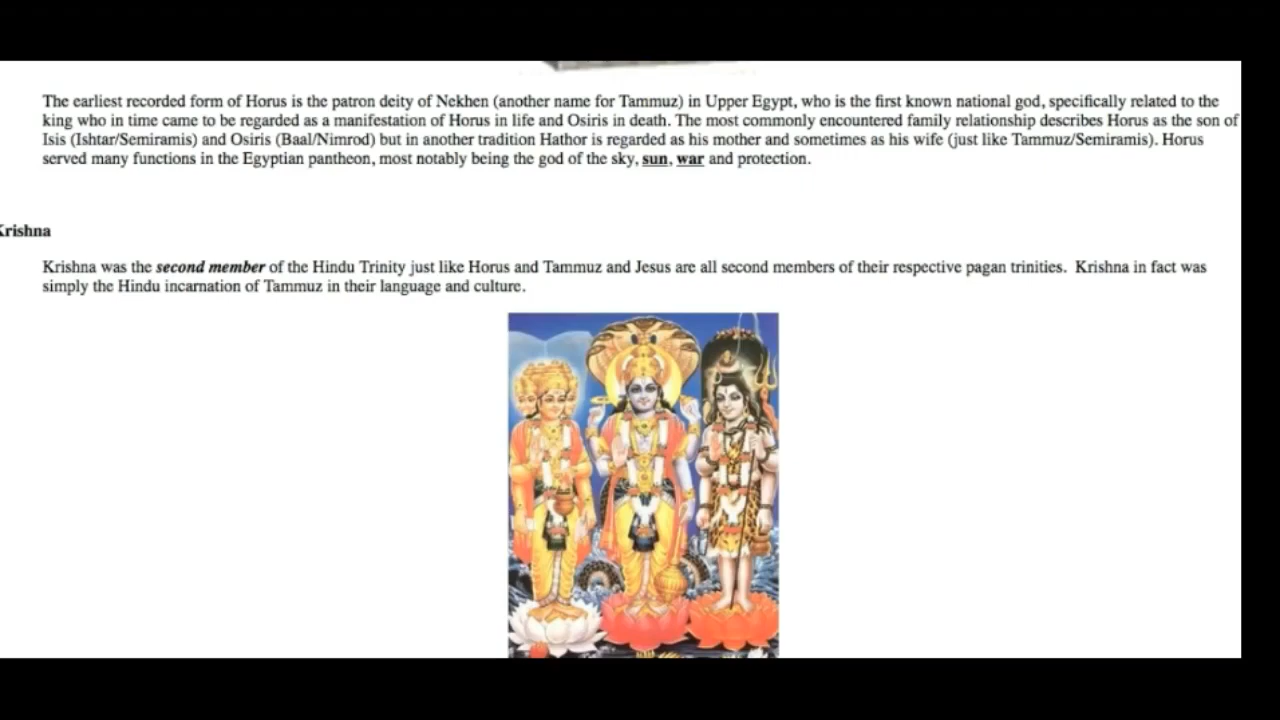 The earliest recorded form of Horus is the patron deity of Nekhen (another name for Tammuz) in Upper Egypt, who is the first known national god, specifically related to the
king who in time came to be regarded as a manifestation of Horus in life and Osiris in death. The most commonly encountered family relationship describes Horus as the son of
Isis (Ishtar/Semiramis) and Osiris (Baal/Nimrod) but in another tradition Hathor is regarded as his mother and sometimes as his wife (just like Tammuz/Semiramis). Horus
served many functions in the Egyptian pantheon, most notably being the god of the sky, sun, war and protection.
Krishna
Krishna was the second member of the Hindu Trinity just like Horus and Tammuz and Jesus are all second members of their respective pagan trinities. Krishna in fact was
simply the Hindu incarnation of Tammuz in their language and culture.